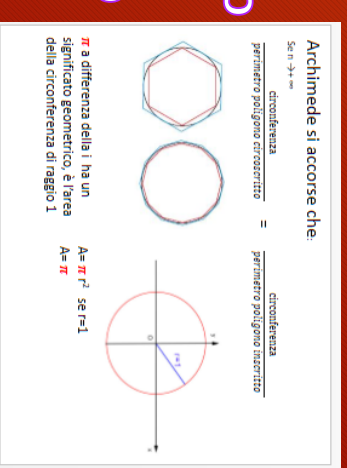 Archimede si accorse che:
Se n →+ ∞
circonferenza
perimetro poligono circoscritto
=
circonferenza
perimetro poligono inscritto
π a differenza della i ha un
significato geometrico, è l'area
della circonferenza di raggio 1
A= π r² se r=1
A= π
y
r=1
O
x